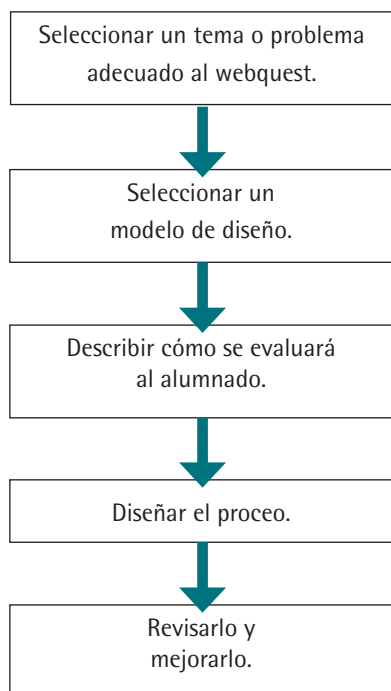 Seleccionar un tema o problema
adecuado al webquest.
Seleccionar un
modelo de diseño.
Describir cómo se evaluará
al alumnado.
Diseñar el proceo.
Revisarlo y
mejorarlo.